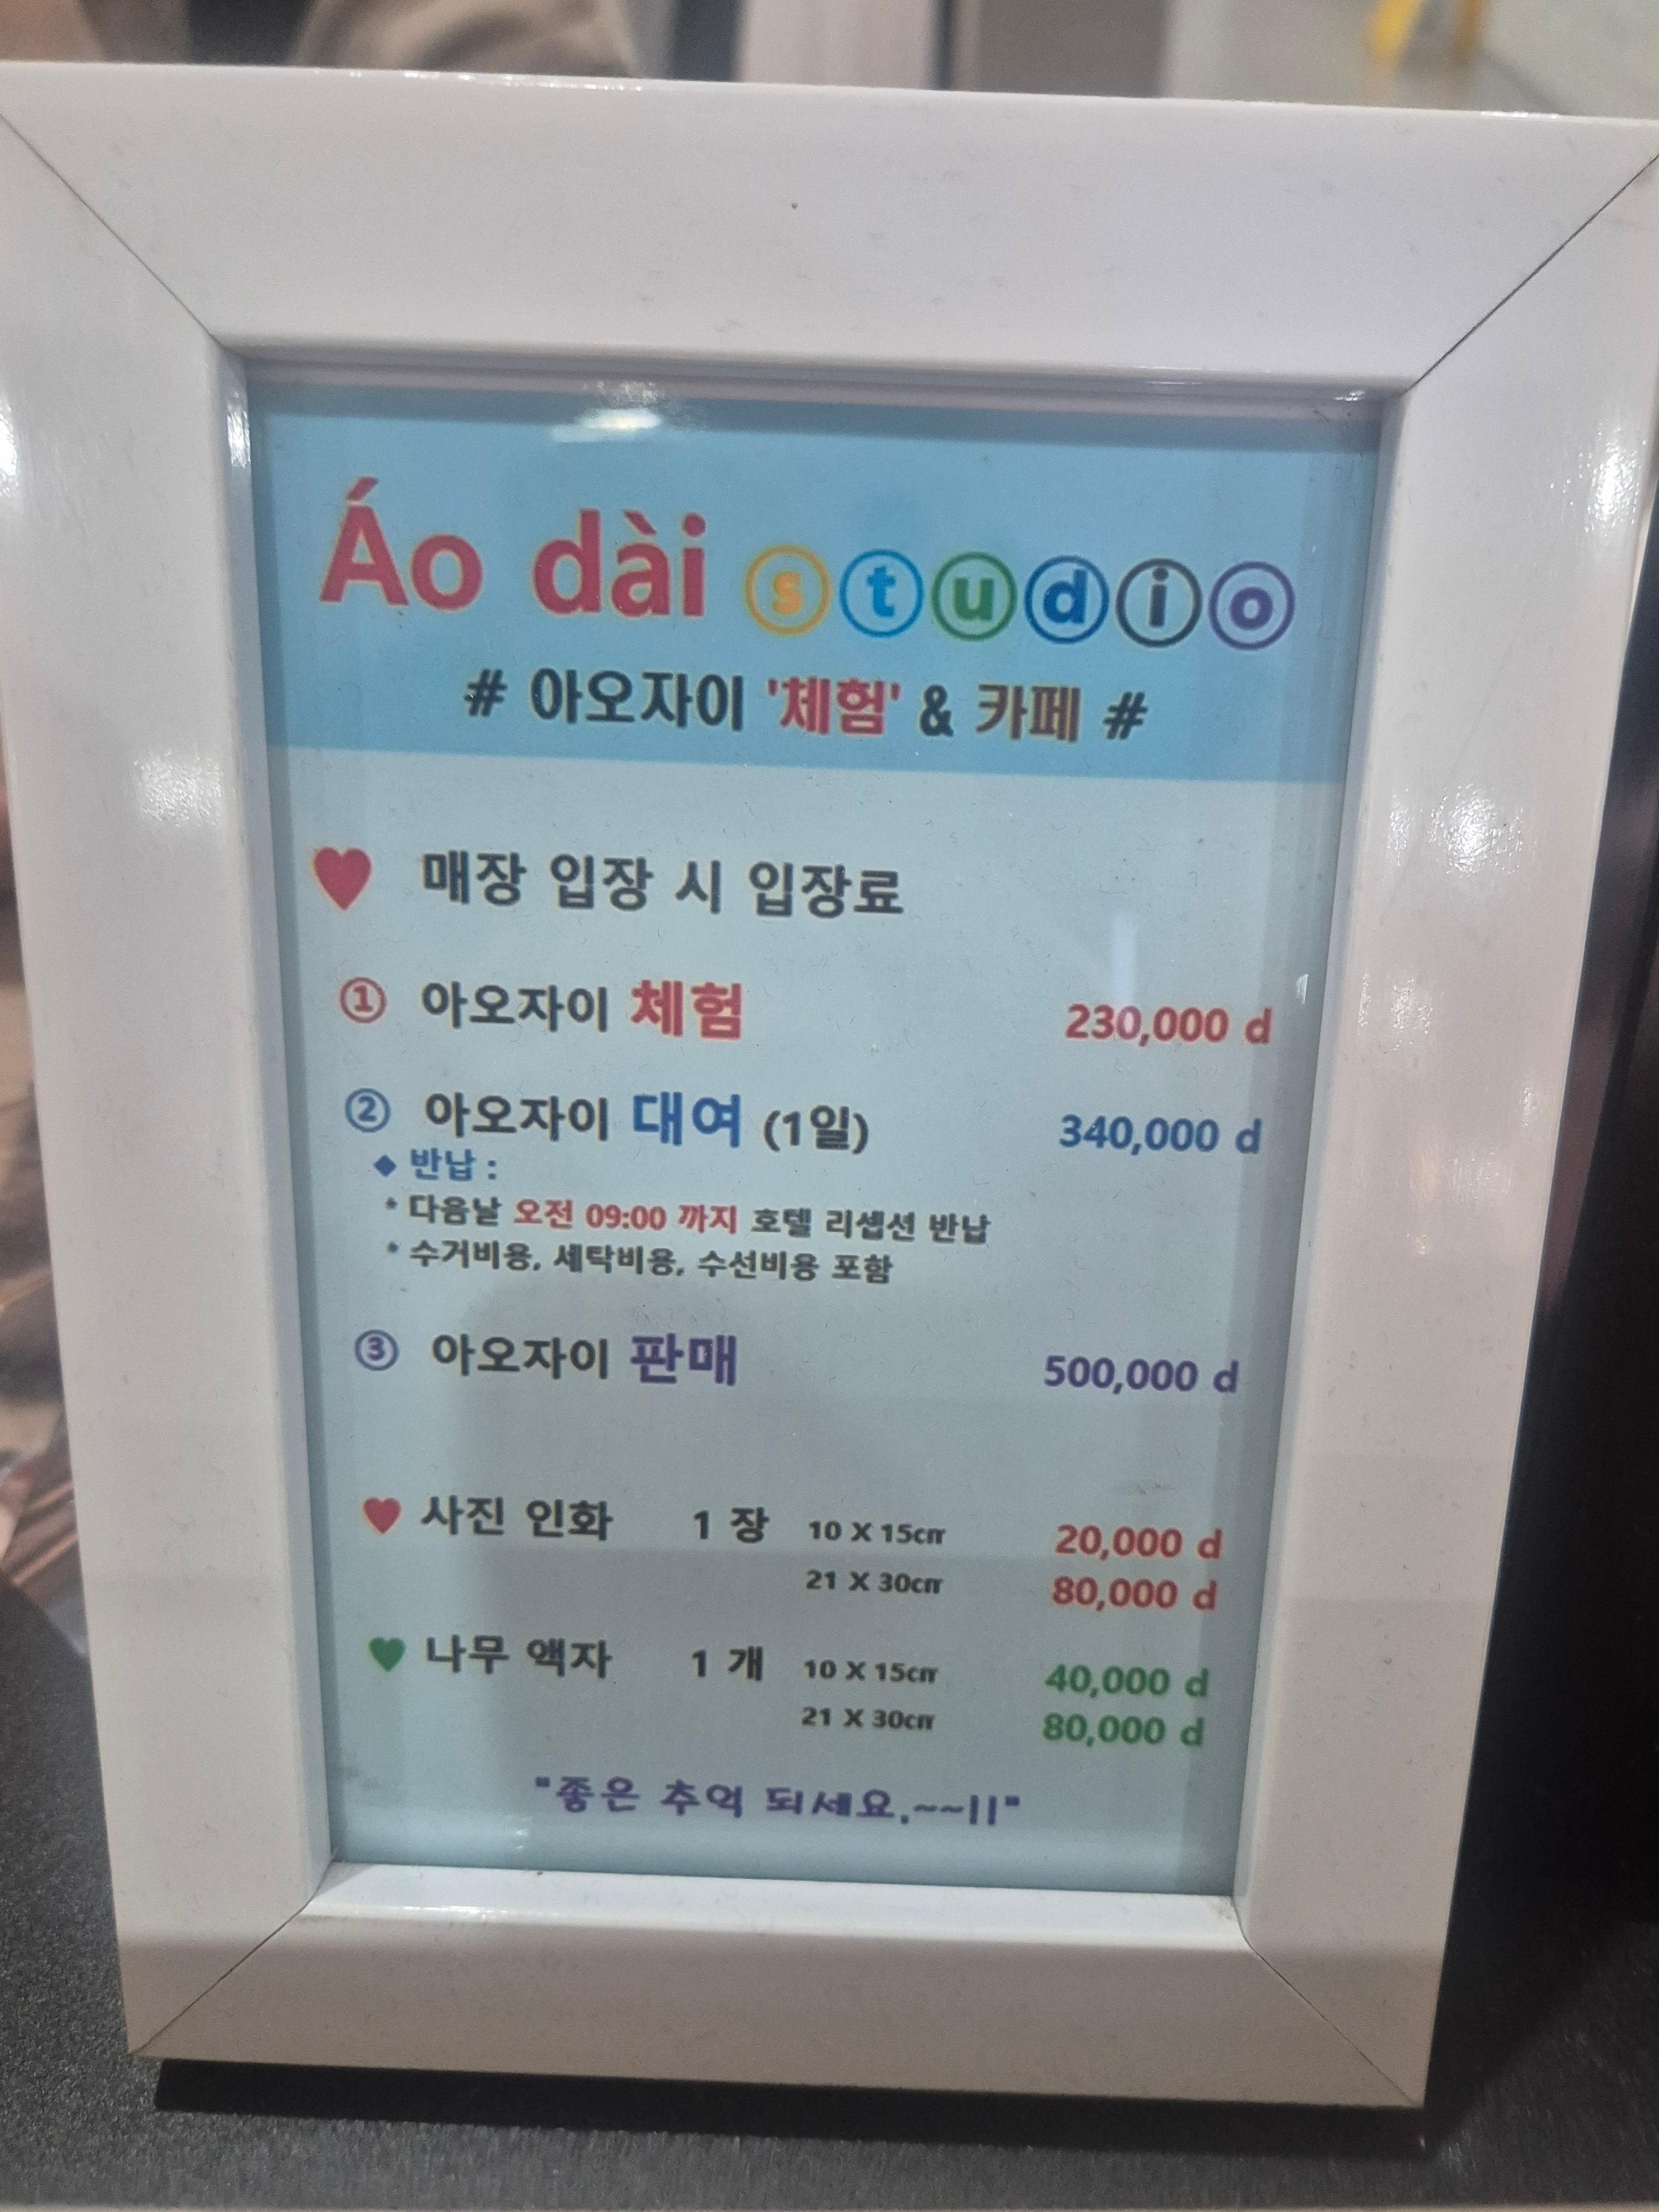 Áo dài ⓢⓣⓤⓓⓘⓞ
# 아오자이 '체험' & 카페 #
♥ 매장 입장 시 입장료
① 아오자이 체험 230,000 d
② 아오자이 대여 (1일) 340,000 d
◆ 반납 :
* 다음날 오전 09:00 까지 호텔 리셉션 반납
* 수거비용, 세탁비용, 수선비용 포함
③ 아오자이 판매 500,000 d
♥ 사진 인화 1 장 10 X 15cm 20,000 d
21 X 30cm 80,000 d
♥ 나무 액자 1 개 10 X 15cm 40,000 d
21 X 30cm 80,000 d
"좋은 추억 되세요.~~!!"